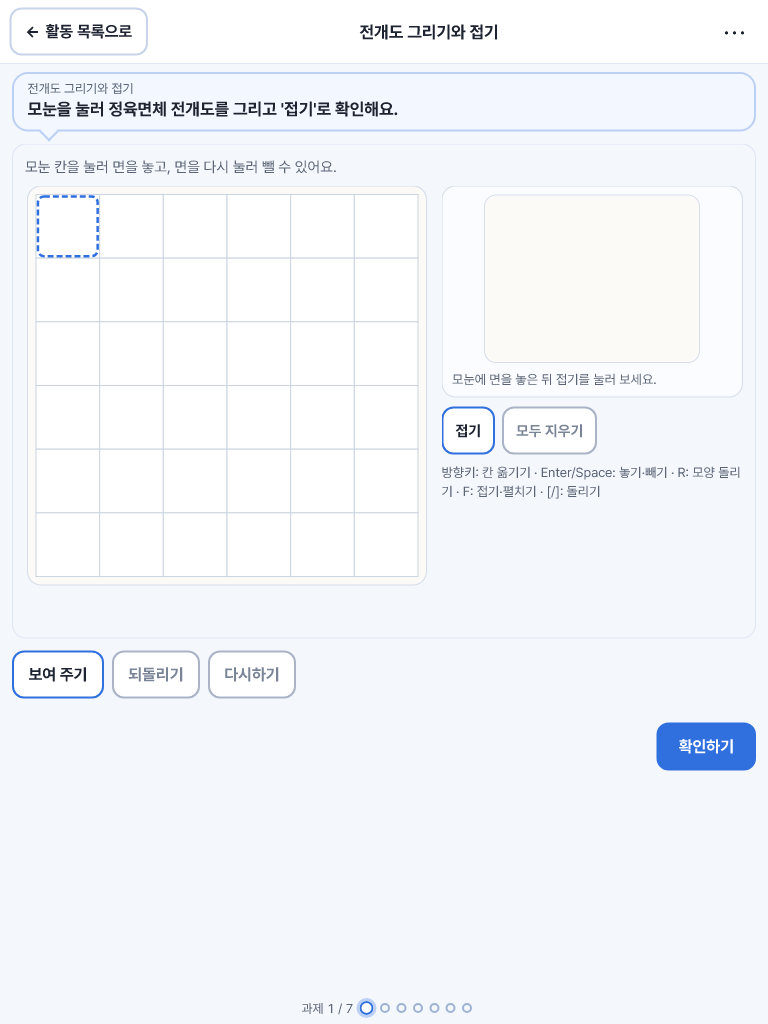 ← 활동 목록으로
전개도 그리기와 접기
전개도 그리기와 접기
모눈을 눌러 정육면체 전개도를 그리고 '접기'로 확인해요.
모눈 칸을 눌러 면을 놓고, 면을 다시 눌러 뺄 수 있어요.
모눈에 면을 놓은 뒤 접기를 눌러 보세요.
접기
모두 지우기
방향키: 칸 옮기기 · Enter/Space: 놓기·빼기 · R: 모양 돌리
기 · F: 접기·펼치기 · [/]: 돌리기
보여 주기
되돌리기
다시하기
확인하기
과제 1 / 7